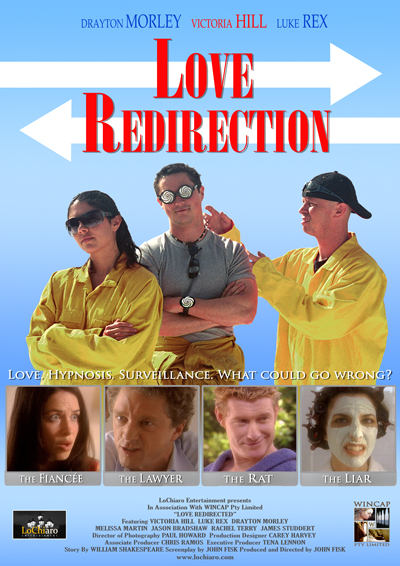 DRAYTON MORLEY VICTORIA HILL LUKE REX
LOVE
REDIRECTION
LOVE, HYPNOSIS, SURVEILLANCE, WHAT COULD GO WRONG?
THE FIANCÉE THE LAWYER THE RAT THE LIAR
LoChiaro Entertainment presents
In Association With WINCAP Pty Limited
"LOVE REDIRECTED"
Featuring VICTORIA HILL LUKE REX DRAYTON MORLEY
MELISSA MARTIN JASON BRADSHAW RACHEL TERRY JAMES STUDDERT
Director of Photography PAUL HOWARD Production Designer CAREY HARVEY
Associate Producer CHRIS RAMOS Executive Producer TENA LENNON
Story By WILLIAM SHAKESPEARE Screenplay by JOHN FISK Produced and Directed by JOHN FISK
www.lochiaro.com
LoChiaro
ENTERTAINMENT
WINCAP
PTY LIMITED